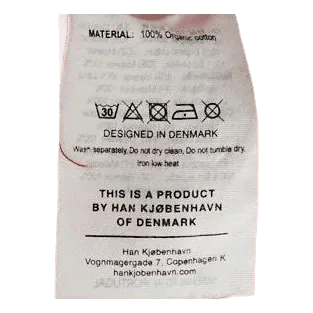 MATERIAL: 100% Organic cotton
30
DESIGNED IN DENMARK
Wash separately, Do not dry clean, Do not tumble dry,
Iron low heat
THIS IS A PRODUCT
BY HAN KJØBENHAVN
OF DENMARK
Han Kjøbenhavn
Vognmagergade 7, Copenhagen K
hankjobenhavn.com